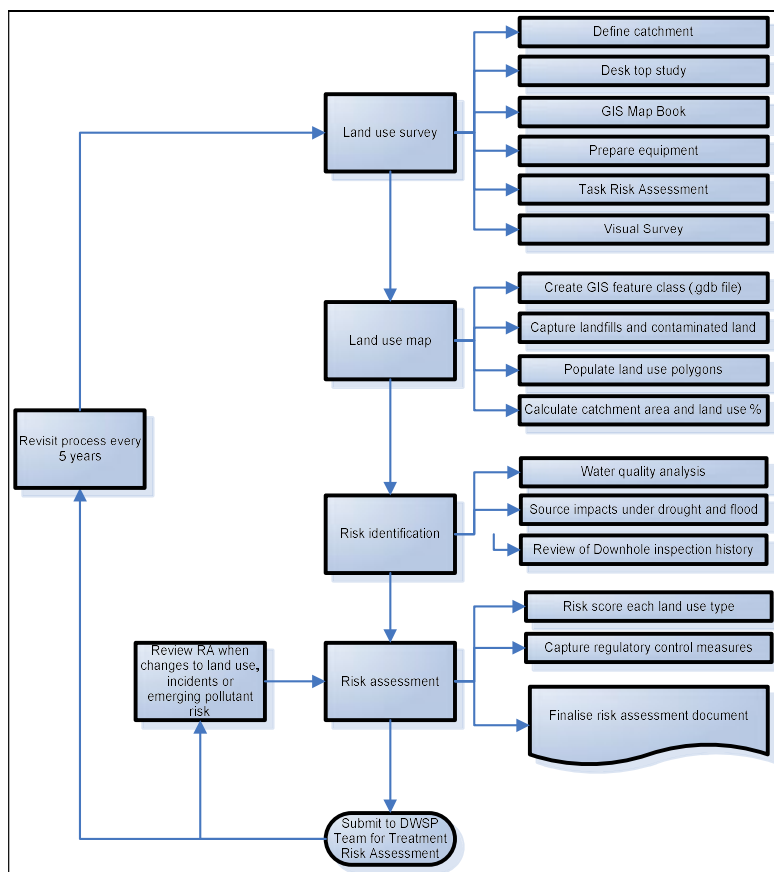 Define catchment
Desk top study
GIS Map Book
Land use survey
Prepare equipment
Task Risk Assessment
Visual Survey
Create GIS feature class (.gdb file)
Capture landfills and contaminated land
Land use map
Populate land use polygons
Calculate catchment area and land use %
Revisit process every
5 years
Water quality analysis
Source impacts under drought and flood
Risk identification
Review of Downhole inspection history
Risk score each land use type
Capture regulatory control measures
Review RA when
changes to land use,
incidents or
emerging pollutant
risk
Risk assessment
Finalise risk assessment document
Submit to DWSP
Team for Treatment
Risk Assessment